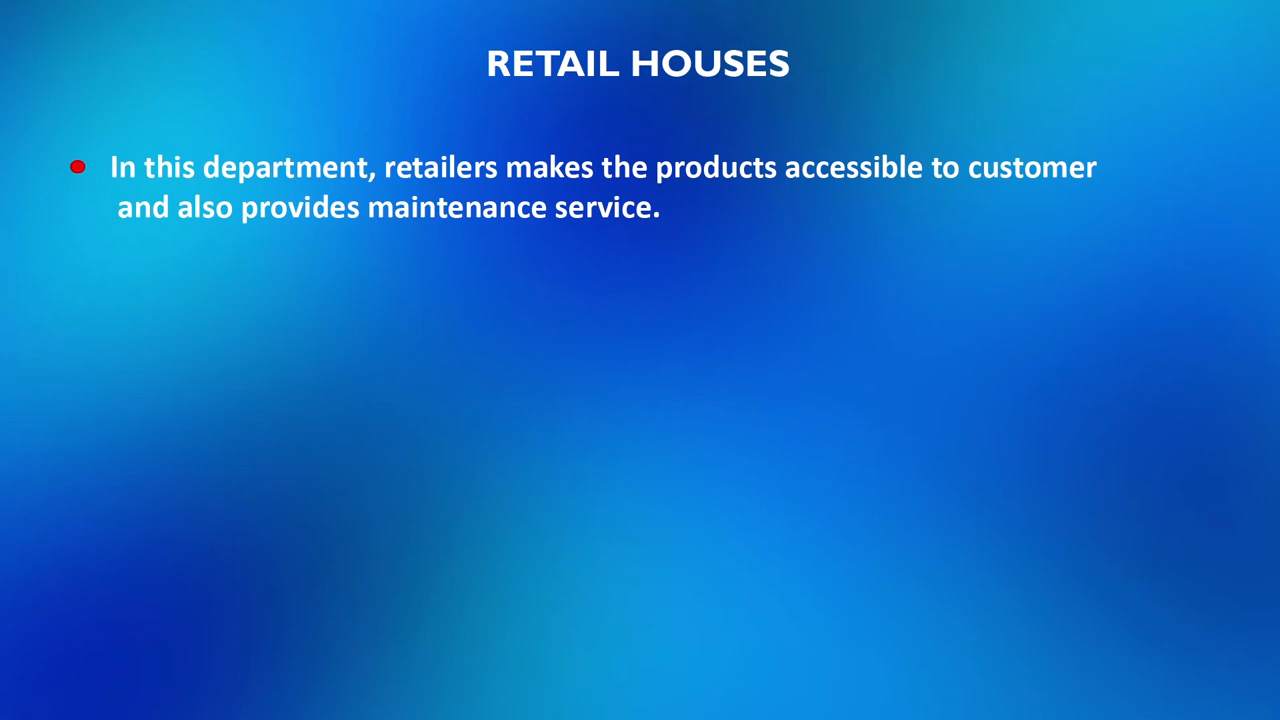 RETAIL HOUSES
In this department, retailers makes the products accessible to customer
and also provides maintenance service.